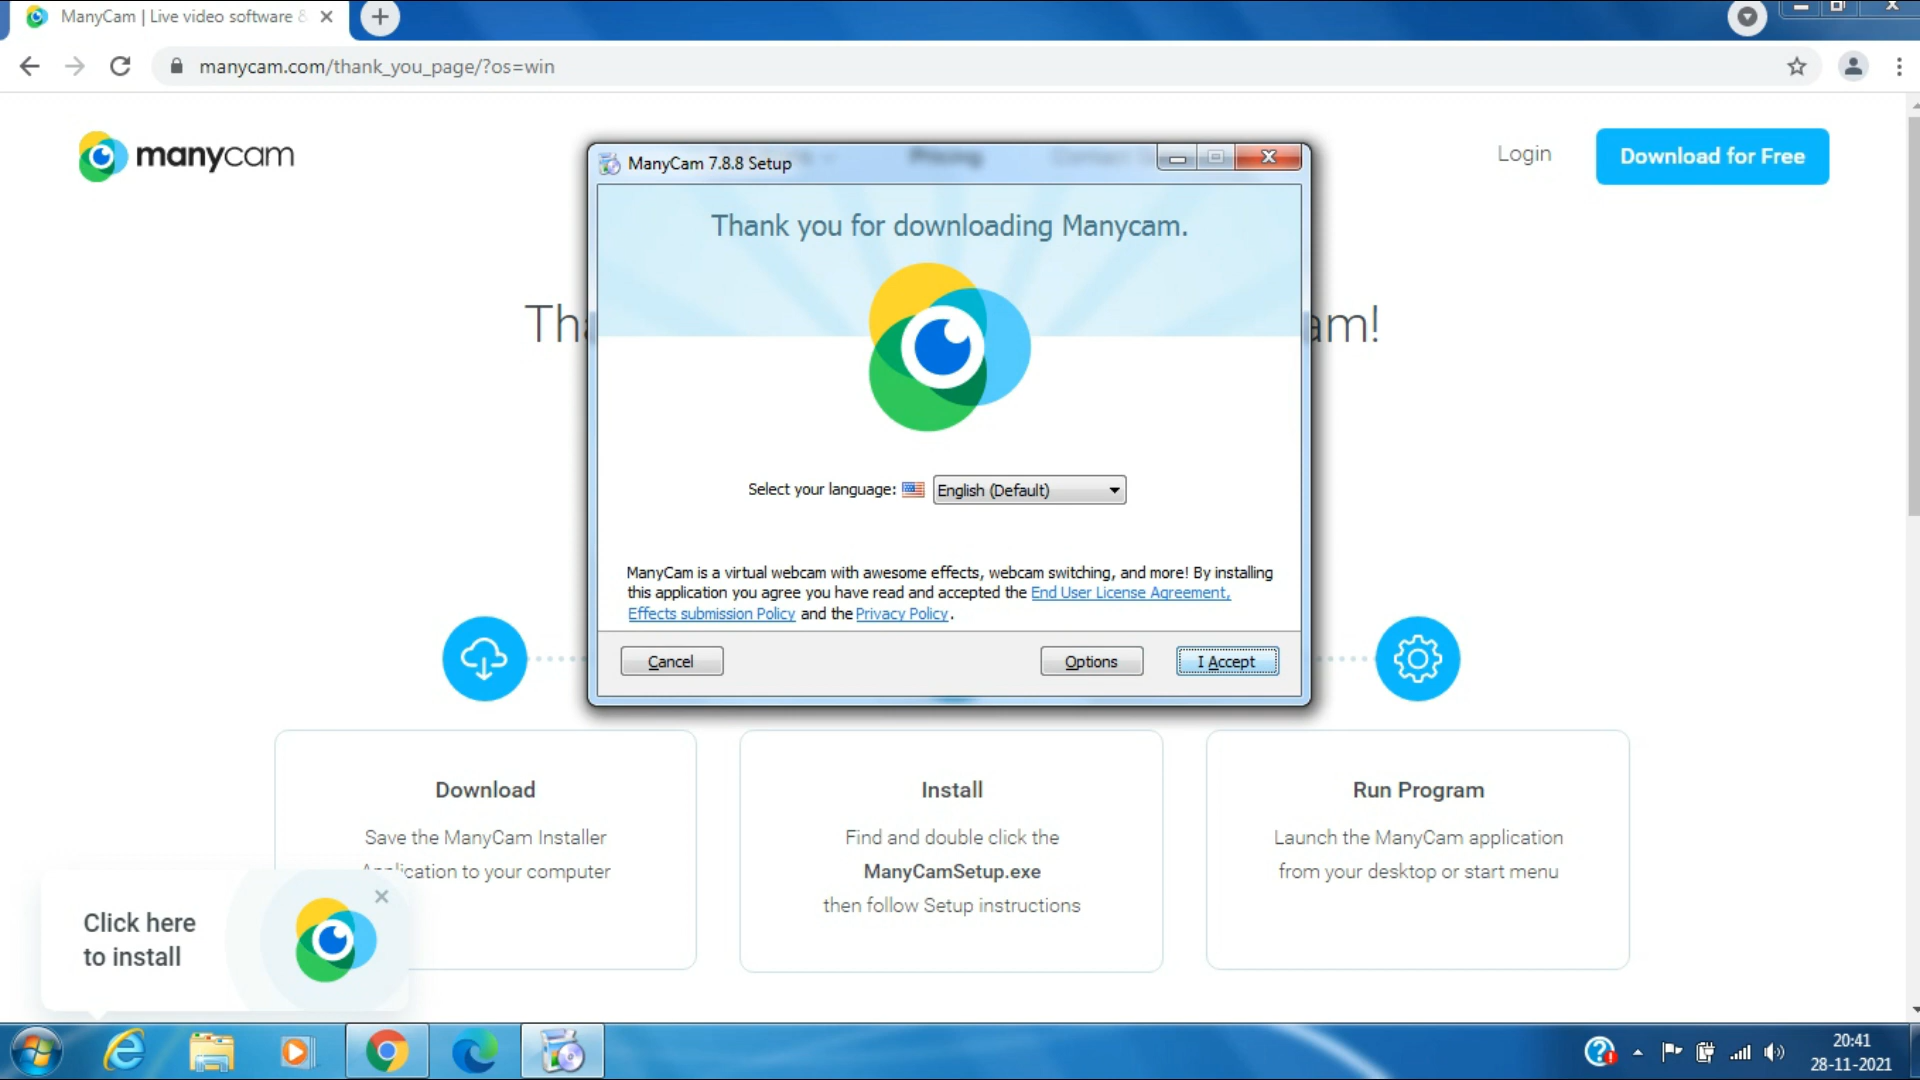 ManyCam | Live video software &
manycam.com/thank_you_page/?os=win
manycam
Login
Download for Free
ManyCam 7.8.8 Setup
Pricing
Thank you for downloading Manycam.
am!
Select your language:
English (Default)
ManyCam is a virtual webcam with awesome effects, webcam switching, and more! By installing
this application you agree you have read and accepted the End User License Agreement,
Effects submission Policy and the Privacy Policy.
Cancel
Options
I Accept
Download
Save the ManyCam Installer
Application to your computer
Install
Find and double click the
ManyCamSetup.exe
then follow Setup instructions
Run Program
Launch the ManyCam application
from your desktop or start menu
Click here
to install
20:41
28-11-2021